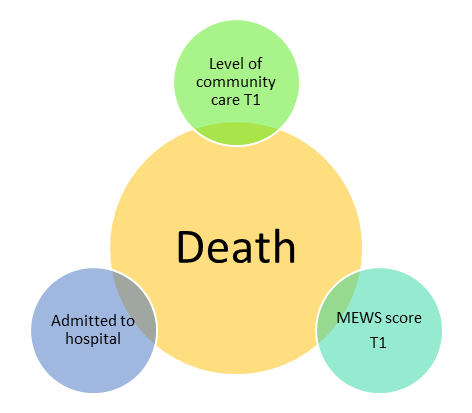 Level of
community
care T1
Death
Admitted to
hospital
MEWS score
T1